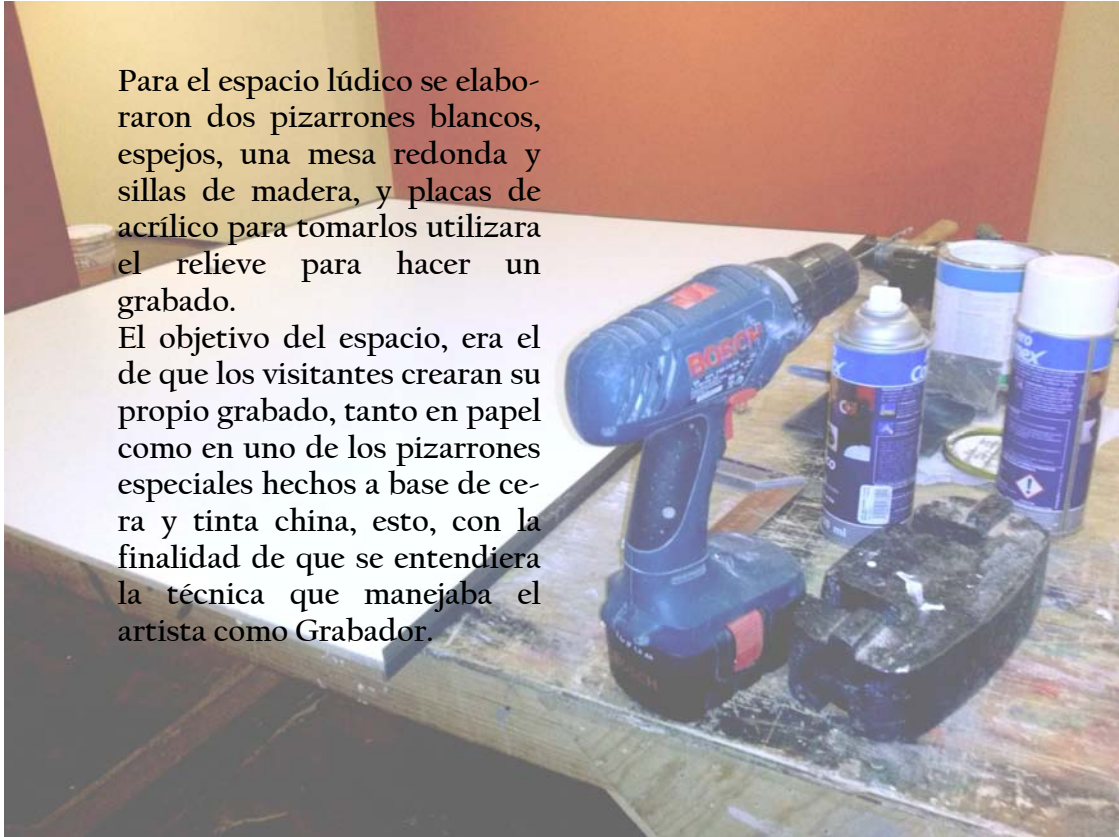 Para el espacio lúdico se elabo-
raron dos pizarrones blancos,
espejos, una mesa redonda y
sillas de madera, y placas de
acrílico para tomarlos utilizara
el relieve para hacer un
grabado.
El objetivo del espacio, era el
de que los visitantes crearan su
propio grabado, tanto en papel
como en uno de los pizarrones
especiales hechos a base de ce-
ra y tinta china, esto, con la
finalidad de que se entendiera
la técnica que manejaba el
artista como Grabador.
BOSCH
BOSCH